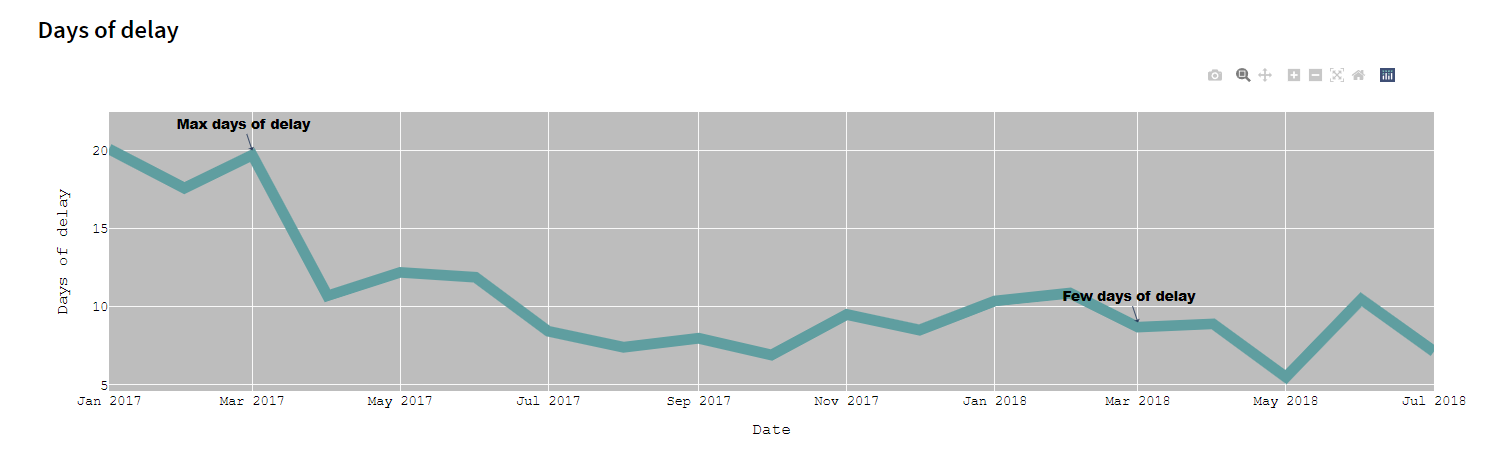 Days of delay
Max days of delay
20
15
10
5
Days of delay
Few days of delay
Jan 2017 Mar 2017 May 2017 Jul 2017 Sep 2017 Nov 2017 Jan 2018 Mar 2018 May 2018 Jul 2018
Date